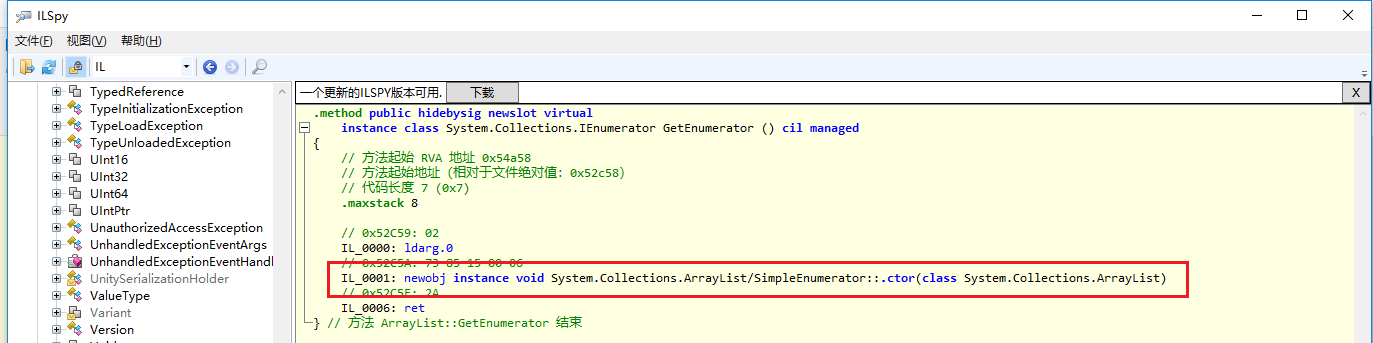 ILSpy
文件(F) 视图(V) 帮助(H)
IL
TypedReference
TypeInitializationException
TypeLoadException
TypeUnloadedException
UInt16
UInt32
UInt64
UIntPtr
UnauthorizedAccessException
UnhandledExceptionEventArgs
UnhandledExceptionEventHandl
UnitySerializationHolder
ValueType
Variant
Version
一个更新的ILSPY版本可用. 下载 X
.method public hidebysig newslot virtual
instance class System.Collections.IEnumerator GetEnumerator () cil managed
{
// 方法起始 RVA 地址 0x54a58
// 方法起始地址 (相对于文件绝对值: 0x52c58)
// 代码长度 7 (0x7)
.maxstack 8
// 0x52C59: 02
IL_0000: ldarg.0
// 0x52C5A: 73 85 15 00 06
IL_0001: newobj instance void System.Collections.ArrayList/SimpleEnumerator::.ctor(class System.Collections.ArrayList)
// 0x52C5F: 2A
IL_0006: ret
} // 方法 ArrayList::GetEnumerator 结束